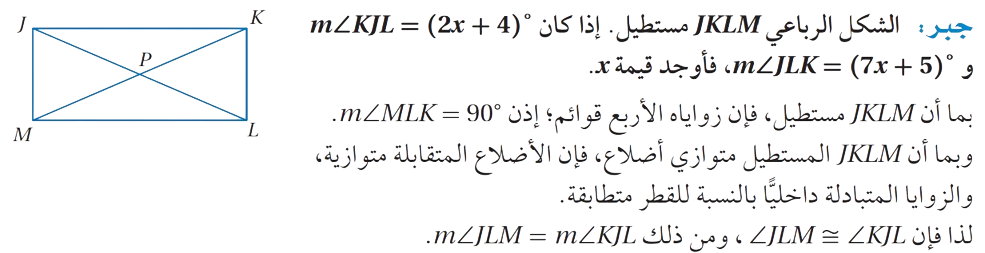 جبر: الشكل الرباعي JKLM مستطيل. إذا كان m∠KJL = (2x + 4)°
و m∠JLK = (7x + 5)°، فأوجد قيمة x.
بما أن JKLM مستطيل، فإن زواياه الأربع قوائم؛ إذن m∠MLK = 90°.
وبما أن JKLM المستطيل متوازي أضلاع، فإن الأضلاع المتقابلة متوازية،
والزوايا المتبادلة داخليًّا بالنسبة للقطر متطابقة.
لذا فإن ∠JLM ≅ ∠KJL ، ومن ذلك m∠JLM = m∠KJL.
J
K
P
M
L